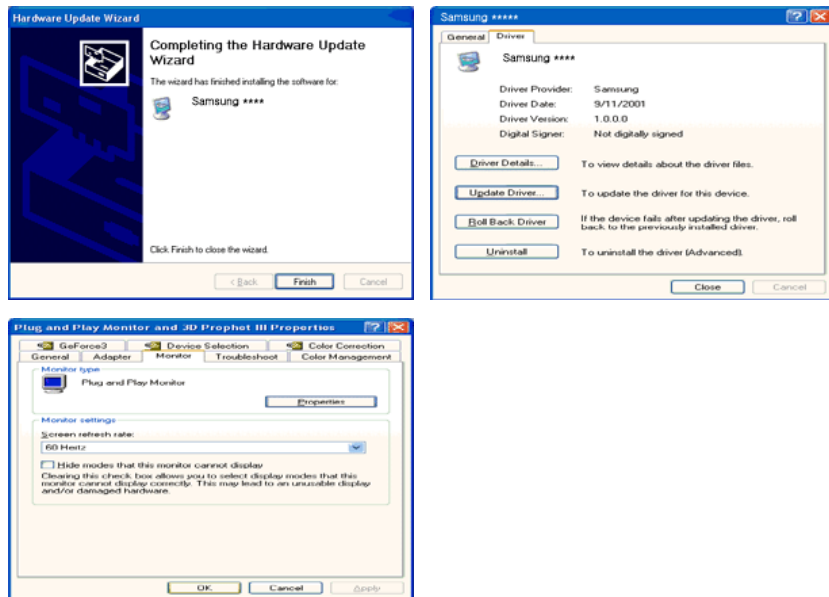 Hardware Update Wizard
Completing the Hardware Update
Wizard
The wizard has finished installing the software for:
Samsung ****
Click Finish to close the wizard.
< Back
Finish
Cancel
Samsung *****
General
Driver
Samsung ****
Driver Provider: Samsung
Driver Date: 9/11/2001
Driver Version: 1.0.0.0
Digital Signer: Not digitally signed
Driver Details...
To view details about the driver files.
Update Driver...
To update the driver for this device.
Roll Back Driver
If the device fails after updating the driver, roll
back to the previously installed driver.
Uninstall
To uninstall the driver (Advanced).
Close
Cancel
Plug and Play Monitor and 3D Prophet III Properties
GeForce3
Device Selection
Color Correction
General
Adapter
Monitor
Troubleshoot
Color Management
Monitor type
Plug and Play Monitor
Properties
Monitor settings
Screen refresh rate:
60 Hertz
Hide modes that this monitor cannot display
Clearing this check box allows you to select display modes that this
monitor cannot display correctly. This may lead to an unusable display
and/or damaged hardware.
OK
Cancel
Apply